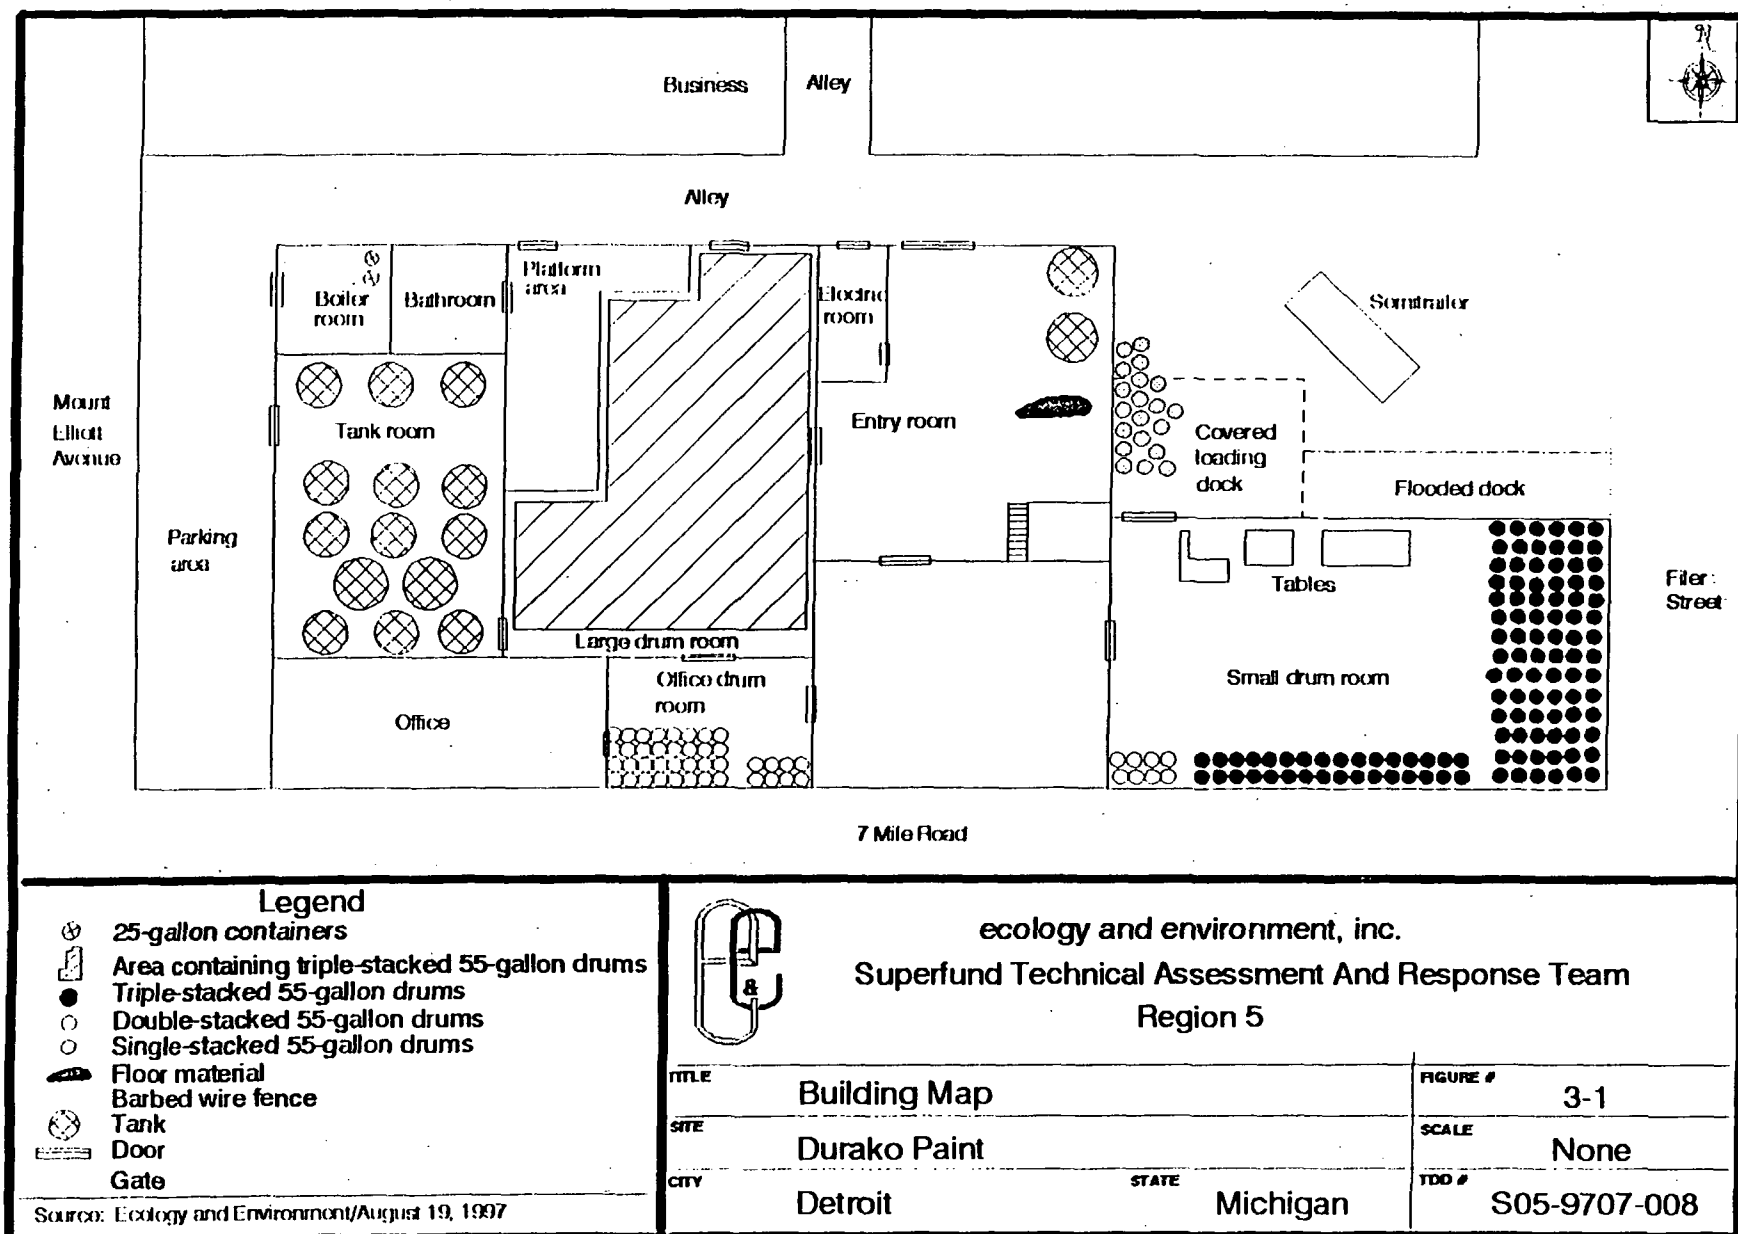 N
Business
Alley
Alley
Platform
area
Boiler
room
Bathroom
Electric
room
Semitrailer
Mount
Elliott
Avenue
Tank room
Entry room
Covered
loading
dock
Flooded dock
Parking
area
Tables
Filer
Street
Large drum room
Office drum
room
Small drum room
Office
7 Mile Road
Legend
25-gallon containers
Area containing triple-stacked 55-gallon drums
Triple-stacked 55-gallon drums
Double-stacked 55-gallon drums
Single-stacked 55-gallon drums
Floor material
Barbed wire fence
Tank
Door
Gate
Source: Ecology and Environment/August 19, 1997
&
ecology and environment, inc.
Superfund Technical Assessment And Response Team
Region 5
TITLE
Building Map
FIGURE #
3-1
SITE
Durako Paint
SCALE
None
CITY
Detroit
STATE
Michigan
TDD #
S05-9707-008